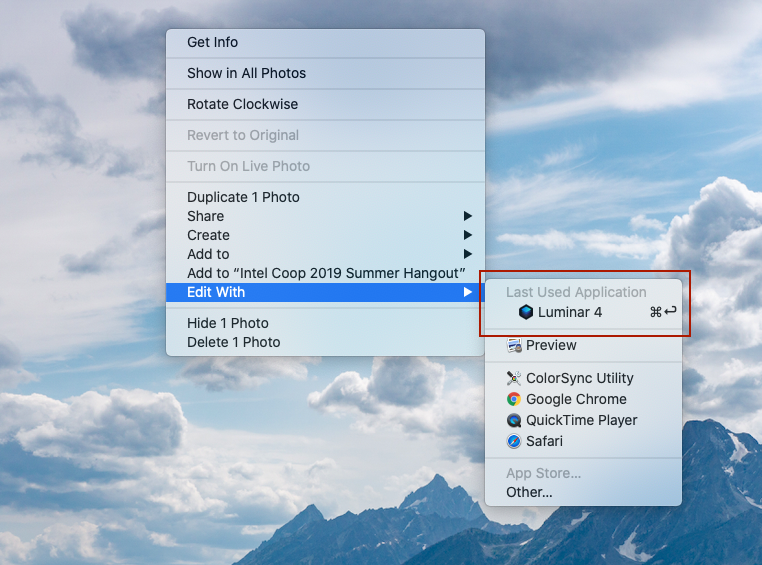 Get Info
Show in All Photos
Rotate Clockwise
Revert to Original
Turn On Live Photo
Duplicate 1 Photo
Share
Create
Add to
Add to “Intel Coop 2019 Summer Hangout”
Edit With
Hide 1 Photo
Delete 1 Photo
Last Used Application
Luminar 4 ⌘↩
Preview
ColorSync Utility
Google Chrome
QuickTime Player
Safari
App Store...
Other...